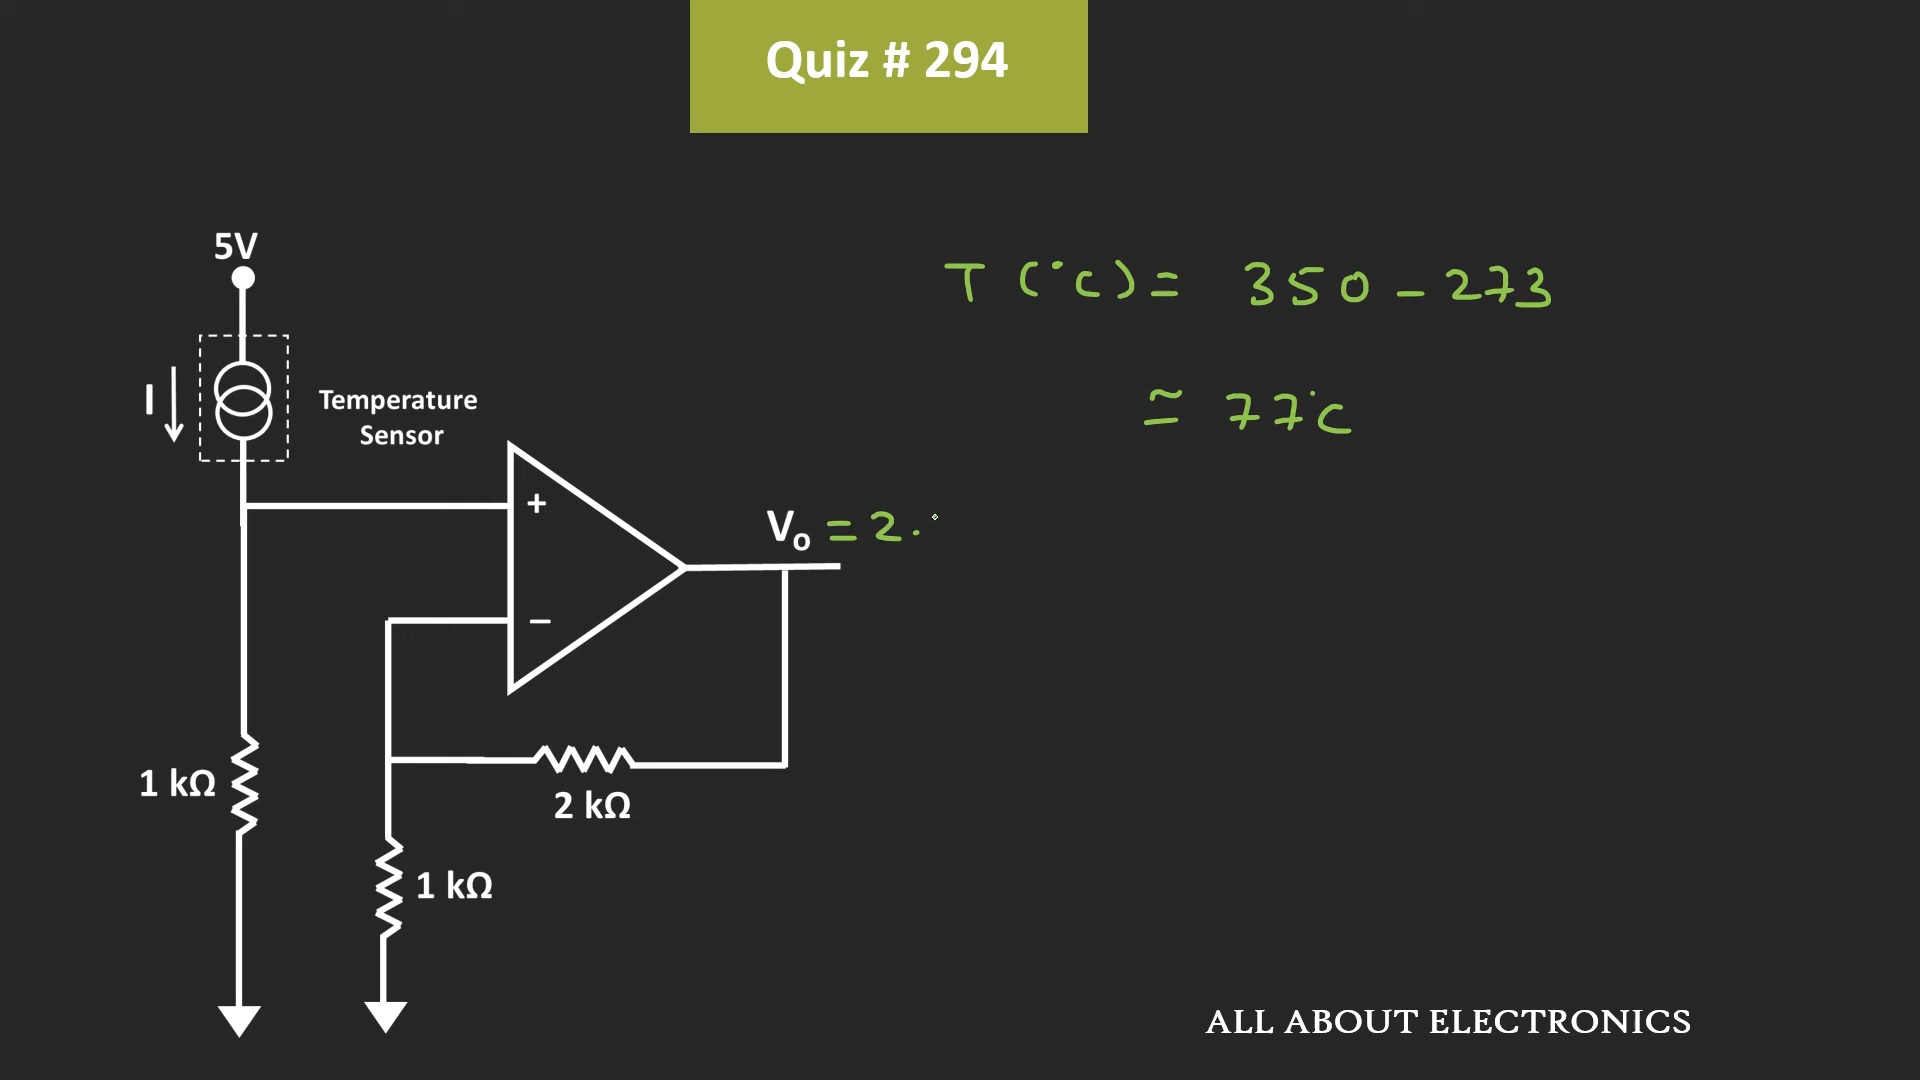 Quiz # 294
5V
T (°C) = 350 - 273
≅ 77°C
I
Temperature
Sensor
+
Vo = 2.
−
1 kΩ
2 kΩ
1 kΩ
ALL ABOUT ELECTRONICS